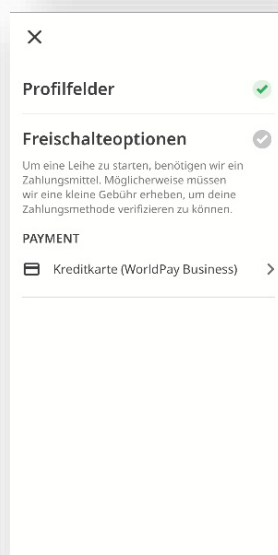 Profilfelder
Freischalteoptionen
Um eine Leihe zu starten, benötigen wir ein
Zahlungsmittel. Möglicherweise müssen
wir eine kleine Gebühr erheben, um deine
Zahlungsmethode verifizieren zu können.
PAYMENT
Kreditkarte (WorldPay Business)